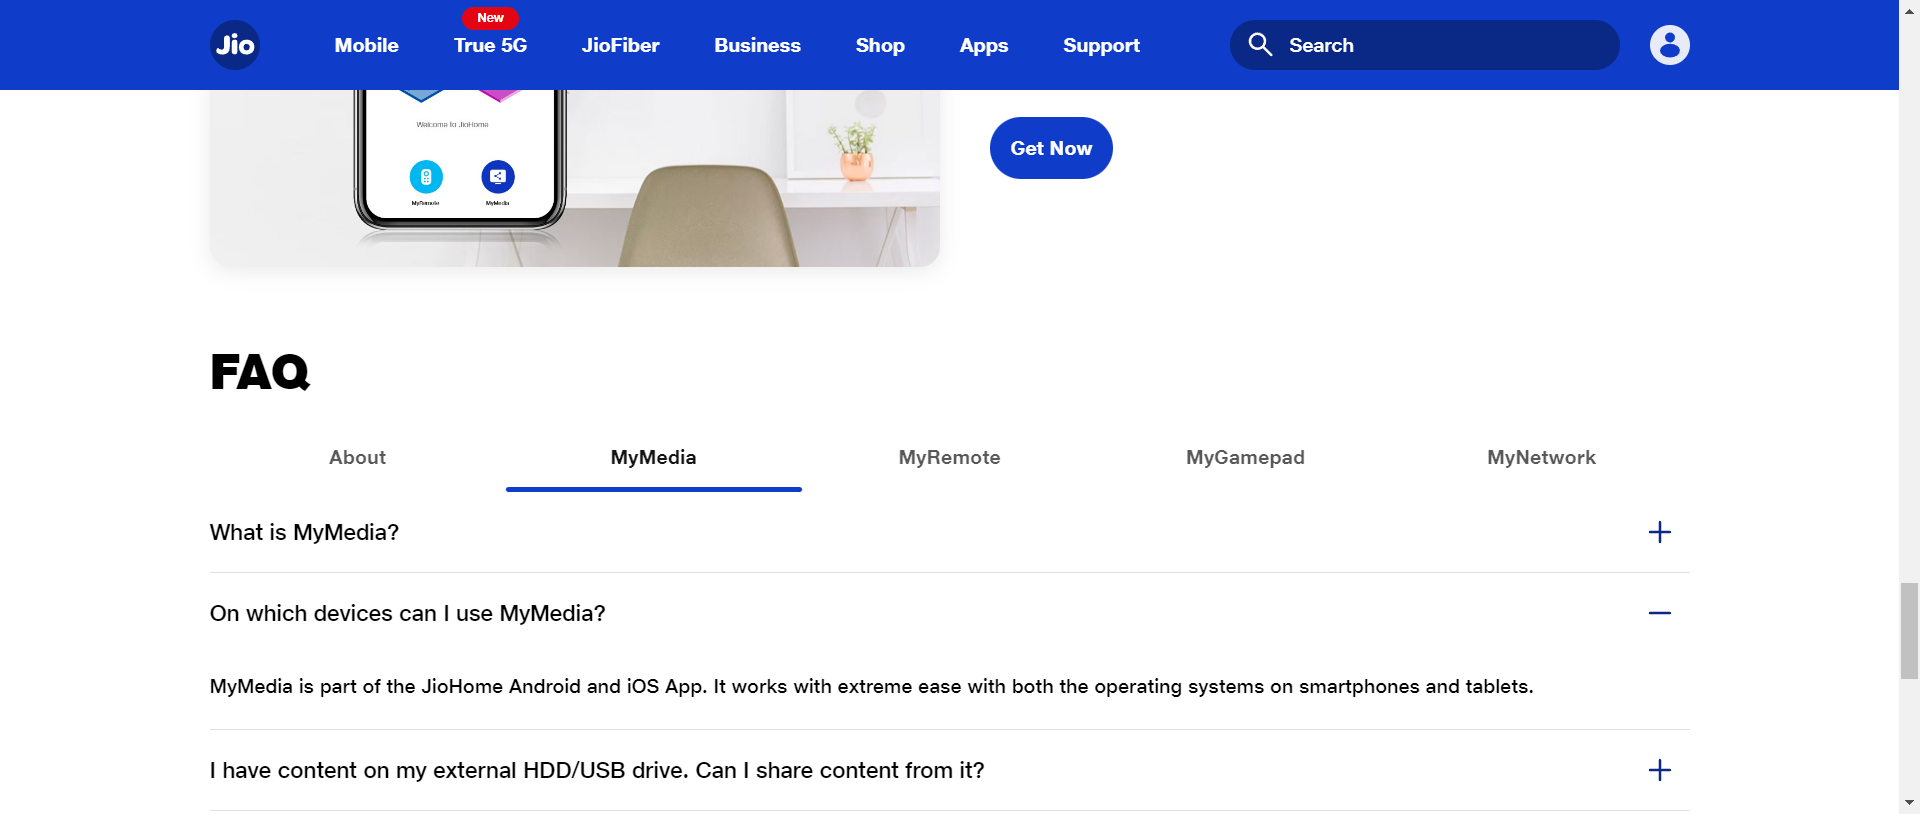 New
Jio Mobile True 5G JioFiber Business Shop Apps Support Search
Welcome to JioHome
MyRemote MyMedia
Get Now
FAQ
About MyMedia MyRemote MyGamepad MyNetwork
What is MyMedia?
On which devices can I use MyMedia?
MyMedia is part of the JioHome Android and iOS App. It works with extreme ease with both the operating systems on smartphones and tablets.
I have content on my external HDD/USB drive. Can I share content from it?